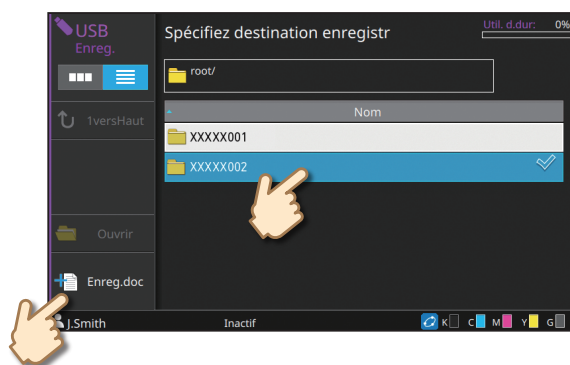 USB
Enreg.
Spécifiez destination enregistr
Util. d.dur: 0%
root/
1versHaut
Nom
XXXXX001
XXXXX002
Ouvrir
Enreg.doc
J.Smith
Inactif
K C M Y G